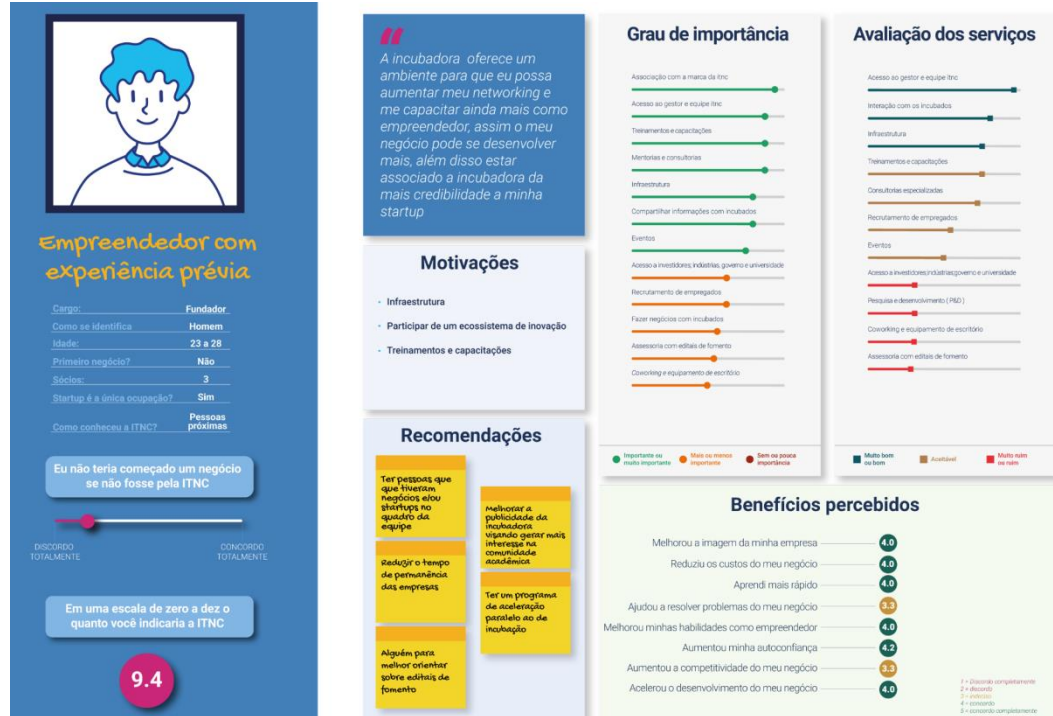 Empreendedor com
experiência prévia
Cargo: Fundador
Como se identifica Homem
Idade: 23 a 28
Primeiro negócio? Não
Sócios: 3
Startup é a única ocupação? Sim
Como conheceu a ITNC? Pessoas
próximas
Eu não teria começado um negócio
se não fosse pela ITNC
DISCORDO
TOTALMENTE
CONCORDO
TOTALMENTE
Em uma escala de zero a dez o
quanto você indicaria a ITNC
9.4
A incubadora oferece um
ambiente para que eu possa
aumentar meu networking e
me capacitar ainda mais como
empreendedor, assim o meu
negócio pode se desenvolver
mais, além disso estar
associado a incubadora da
mais credibilidade a minha
startup
Motivações
• Infraestrutura
• Participar de um ecossistema de inovação
• Treinamentos e capacitações
Recomendações
Ter pessoas que
que tiveram
negócios e/ou
startups no
quadro da
equipe
Reduzir o tempo
de permanência
das empresas
Alguém para
melhor orientar
sobre editais de
fomento
Melhorar a
publicidade da
incubadora
visando gerar mais
interesse na
comunidade
acadêmica
Ter um programa
de aceleração
paralelo ao de
incubação
Grau de importância
Associação com a marca da itnc
Acesso ao gestor e equipe itnc
Treinamentos e capacitações
Mentorias e consultorias
Infraestrutura
Compartilhar informações com incubados
Eventos
Acesso a investidores, indústrias, governo e universidade
Recrutamento de empregados
Fazer negócios com incubados
Assessoria com editais de fomento
Coworking e equipamento de escritório
Importante ou
muito importante
Mais ou menos
importante
Sem ou pouca
importância
Avaliação dos serviços
Acesso ao gestor e equipe itnc
Interação com os incubados
Infraestrutura
Treinamentos e capacitações
Consultorias especializadas
Recrutamento de empregados
Eventos
Acesso a investidores,indústrias,governo e universidade
Pesquisa e desenvolvimento ( P&D )
Coworking e equipamento de escritório
Assessoria com editais de fomento
Muito bom
ou bom
Aceitável
Muito ruim
ou ruim
Benefícios percebidos
Melhorou a imagem da minha empresa 4.0
Reduziu os custos do meu negócio 4.0
Aprendi mais rápido 4.0
Ajudou a resolver problemas do meu negócio 3.3
Melhorou minhas habilidades como empreendedor 4.0
Aumentou minha autoconfiança 4.2
Aumentou a competitividade do meu negócio 3.3
Acelerou o desenvolvimento do meu negócio 4.0
1 = Discordo completamente
2 = discordo
4 = concordo
5 = concordo completamente